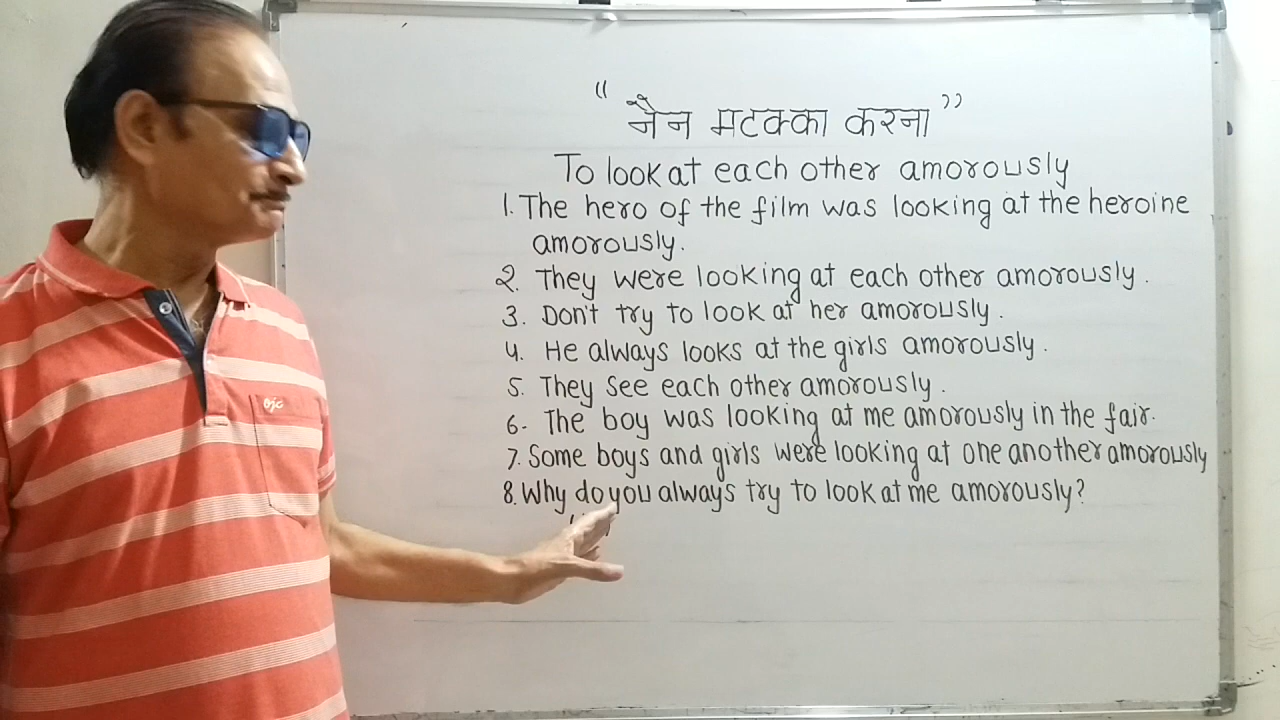 "नैन मटक्का करना"
To look at each other amorously
1. The hero of the film was looking at the heroine
amorously.
2. They were looking at each other amorously.
3. Don't try to look at her amorously.
4. He always looks at the girls amorously.
5. They see each other amorously.
6- The boy was looking at me amorously in the fair.
7. Some boys and girls were looking at one another amorously
8. Why do you always try to look at me amorously?